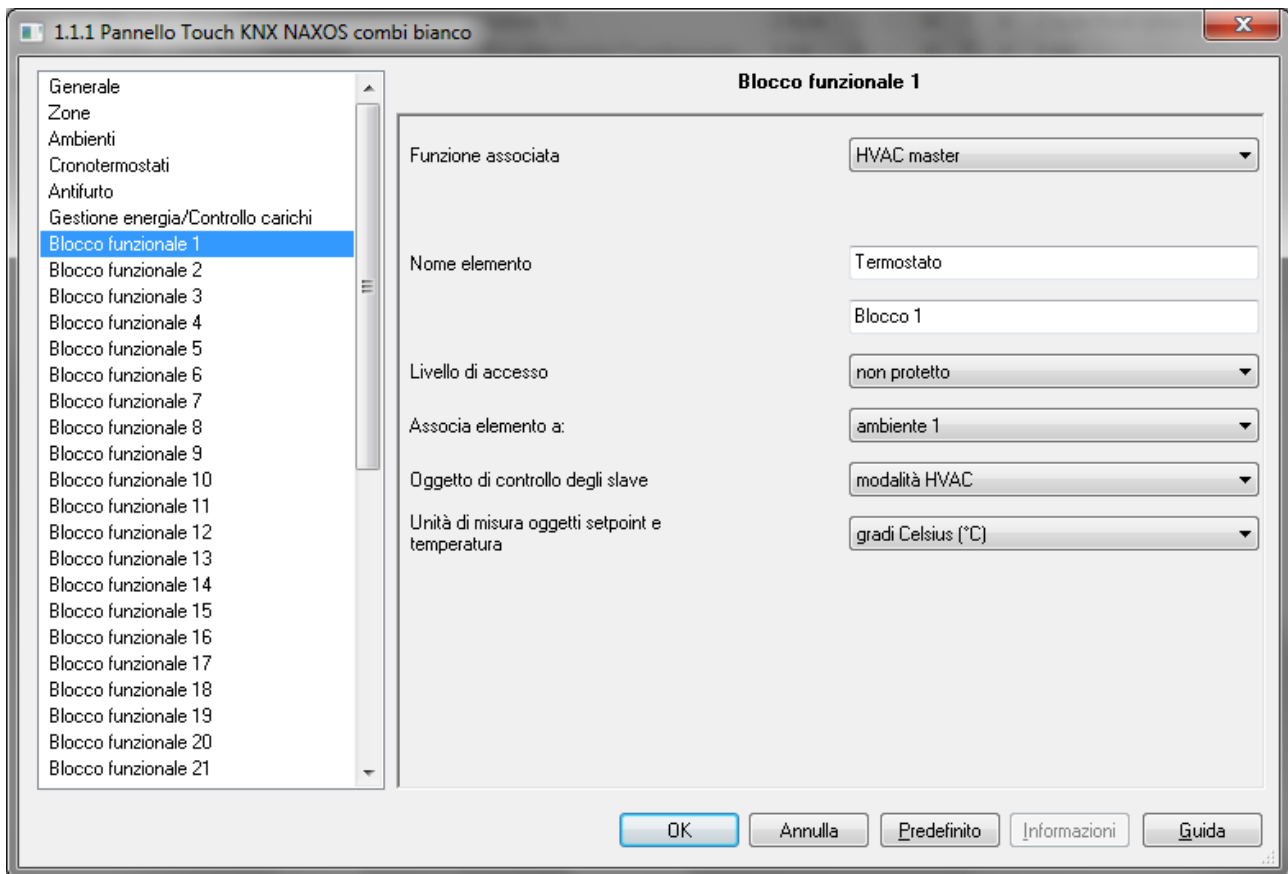 1.1.1 Pannello Touch KNX NAXOS combi bianco
Generale
Zone
Ambienti
Cronotermostati
Antifurto
Gestione energia/Controllo carichi
Blocco funzionale 1
Blocco funzionale 2
Blocco funzionale 3
Blocco funzionale 4
Blocco funzionale 5
Blocco funzionale 6
Blocco funzionale 7
Blocco funzionale 8
Blocco funzionale 9
Blocco funzionale 10
Blocco funzionale 11
Blocco funzionale 12
Blocco funzionale 13
Blocco funzionale 14
Blocco funzionale 15
Blocco funzionale 16
Blocco funzionale 17
Blocco funzionale 18
Blocco funzionale 19
Blocco funzionale 20
Blocco funzionale 21
Blocco funzionale 1
Funzione associata
HVAC master
Nome elemento
Termostato
Blocco 1
Livello di accesso
non protetto
Associa elemento a:
ambiente 1
Oggetto di controllo degli slave
modalità HVAC
Unità di misura oggetti setpoint e
temperatura
gradi Celsius (°C)
OK
Annulla
Predefinito
Informazioni
Guida